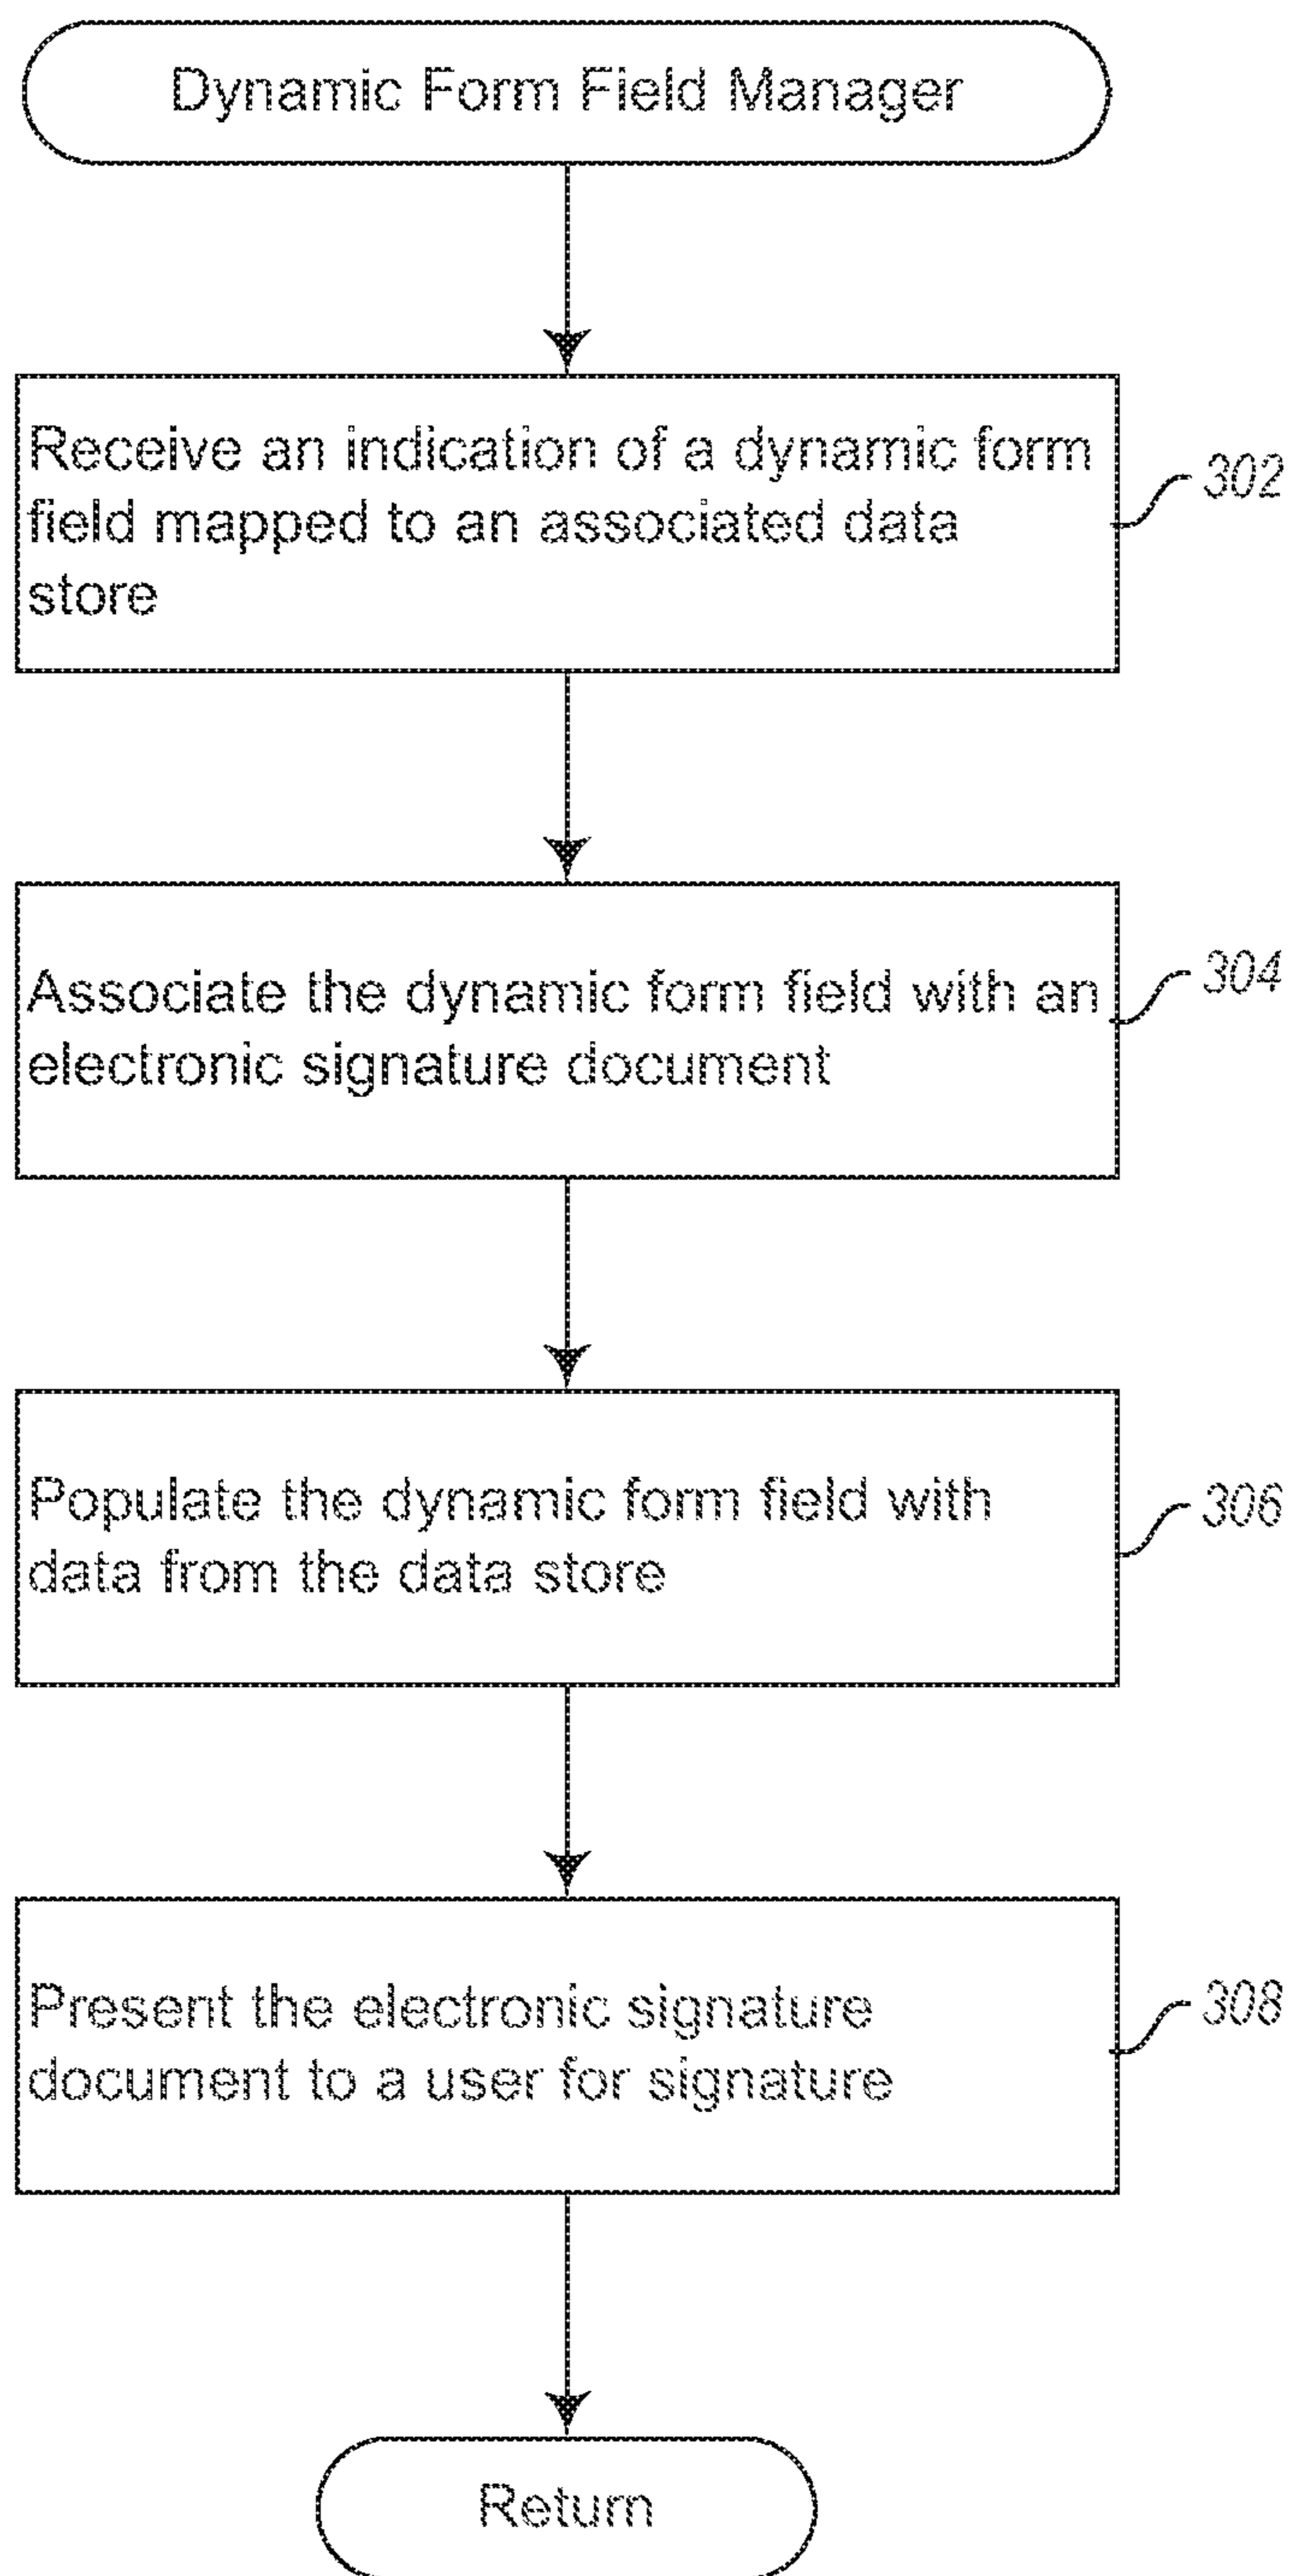 Dynamic Form Field Manager
Receive an indication of a dynamic form
field mapped to an associated data
store
302
Associate the dynamic form field with an
electronic signature document
304
Populate the dynamic form field with
data from the data store
306
Present the electronic signature
document to a user for signature
308
Return